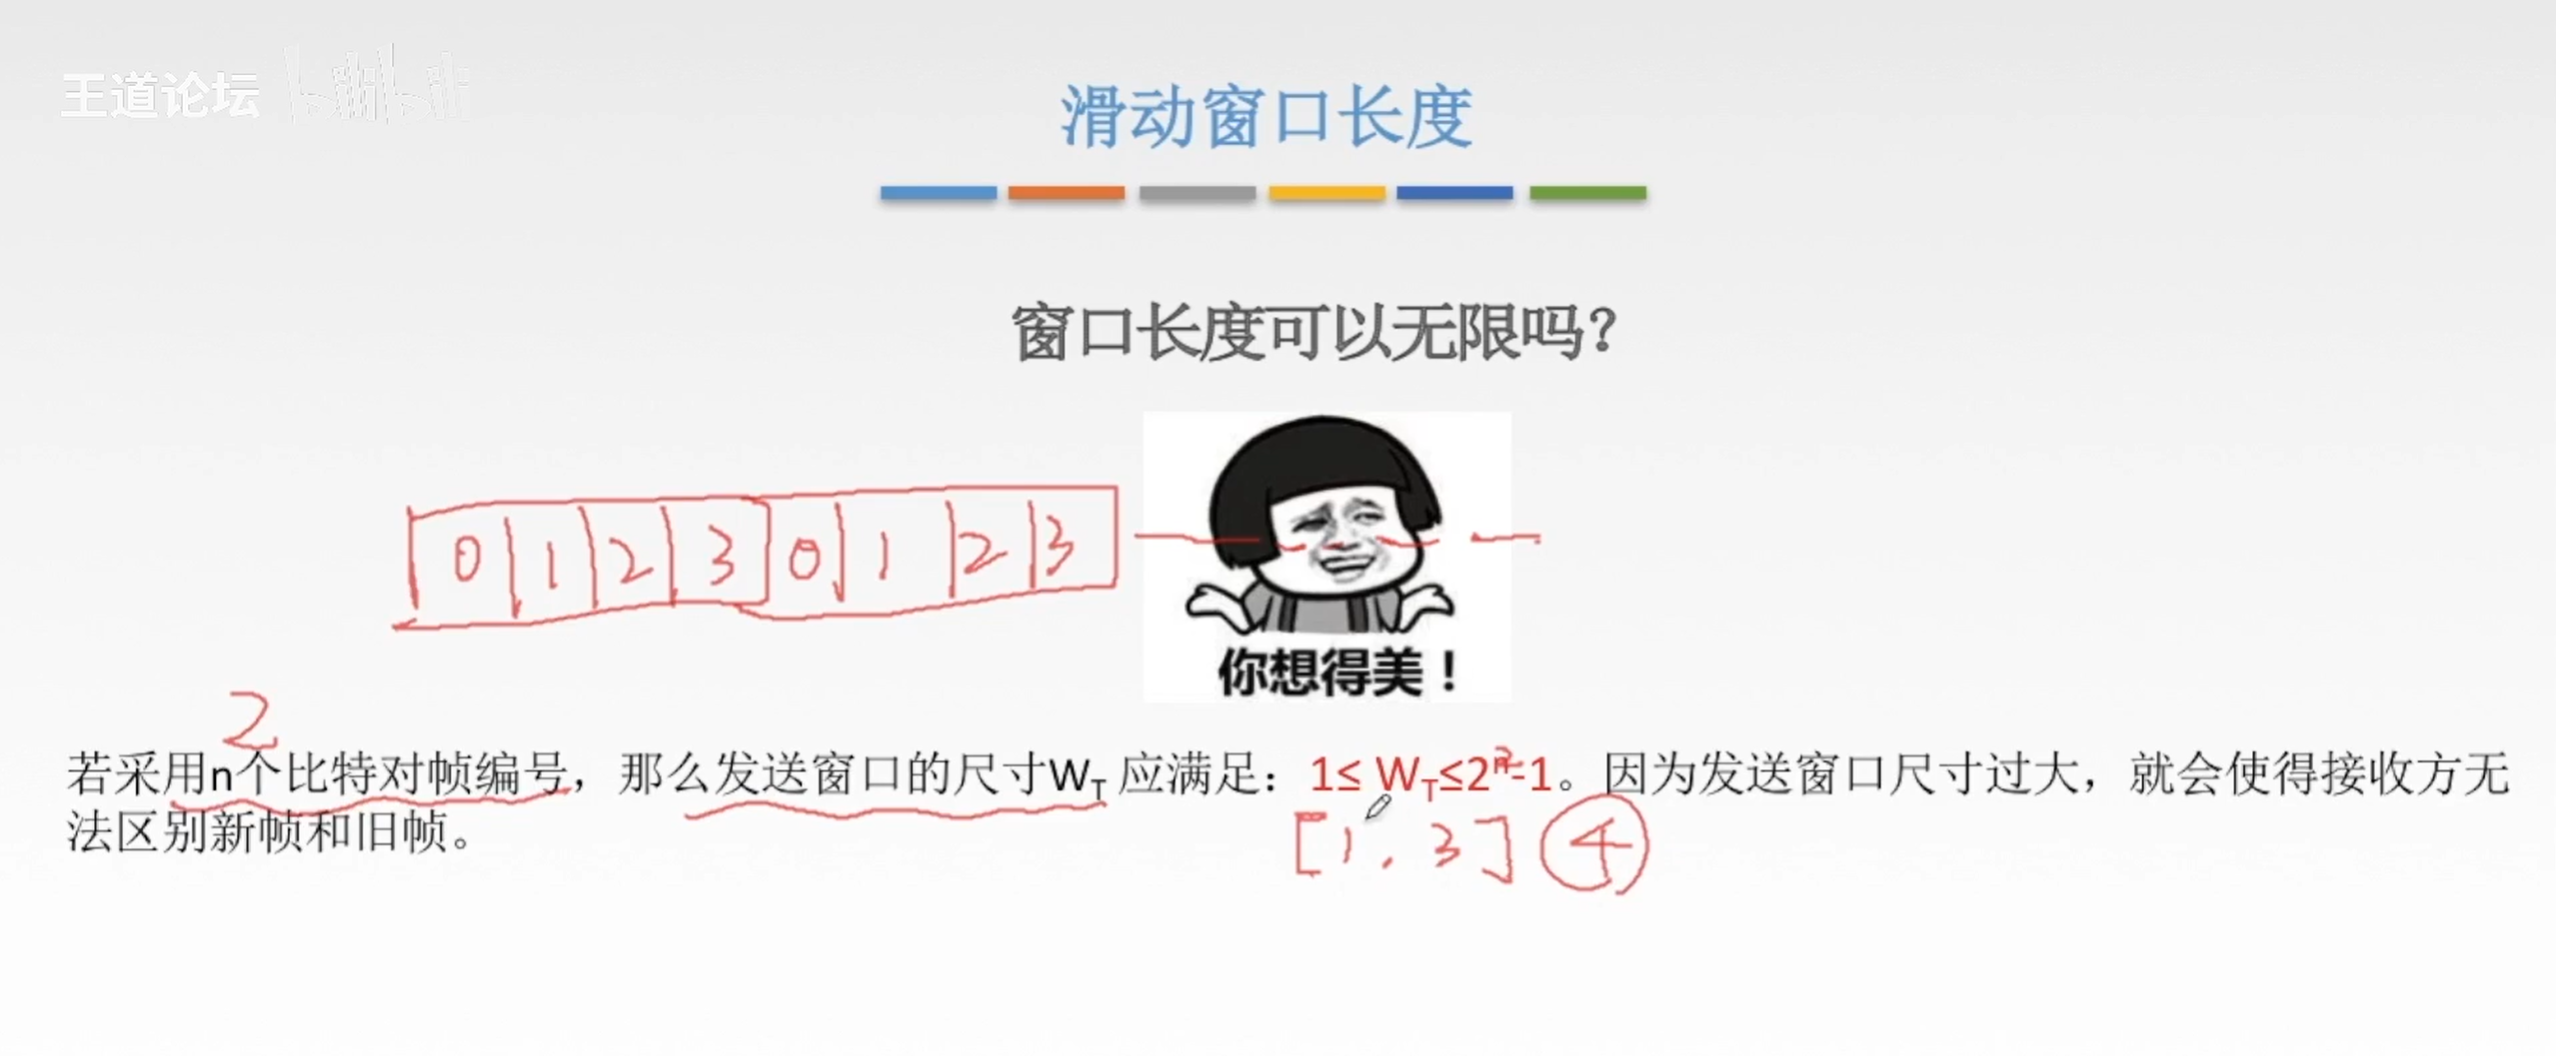 王道论坛 bilibili
滑动窗口长度
窗口长度可以无限吗？
0 1 2 3 0 1 2 3
你想得美！
2
若采用n个比特对帧编号，那么发送窗口的尺寸W_T 应满足：1≤ W_T≤2^n-1。因为发送窗口尺寸过大，就会使得接收方无
法区别新帧和旧帧。
[1, 3] ④